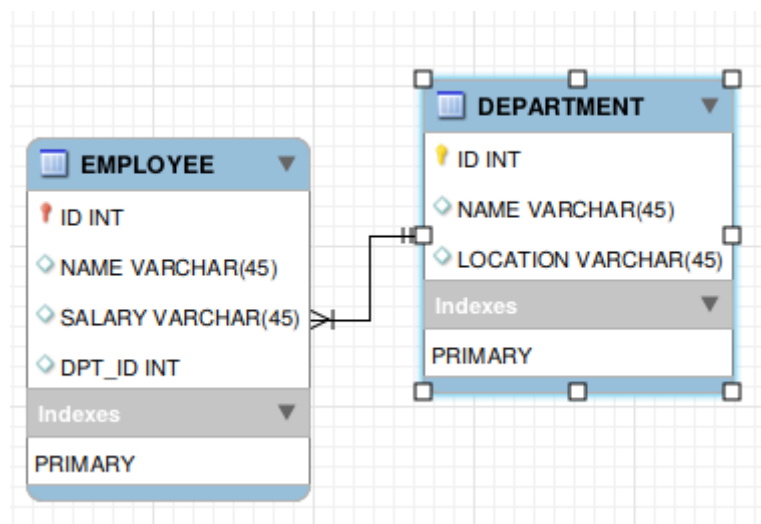 EMPLOYEE
ID INT
NAME VARCHAR(45)
SALARY VARCHAR(45)
DPT_ID INT
Indexes
PRIMARY
DEPARTMENT
ID INT
NAME VARCHAR(45)
LOCATION VARCHAR(45)
Indexes
PRIMARY